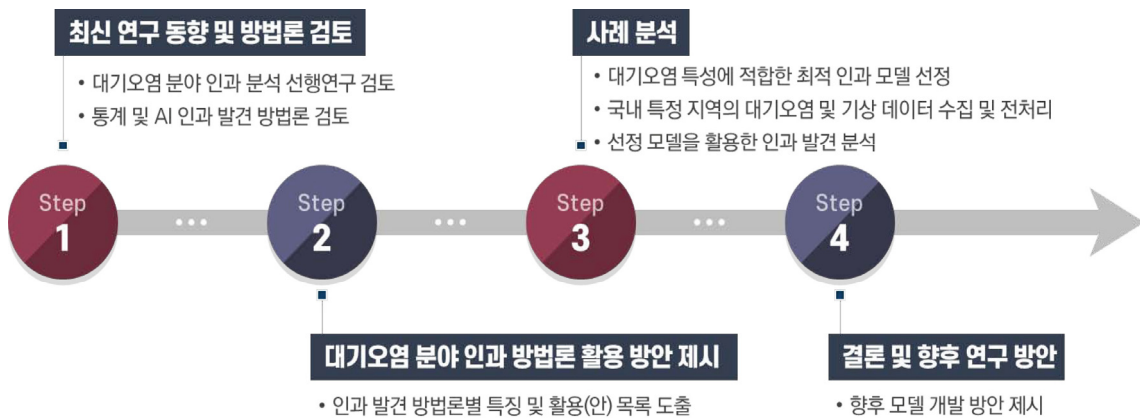 최신 연구 동향 및 방법론 검토
• 대기오염 분야 인과 분석 선행연구 검토
• 통계 및 AI 인과 발견 방법론 검토
사례 분석
• 대기오염 특성에 적합한 최적 인과 모델 선정
• 국내 특정 지역의 대기오염 및 기상 데이터 수집 및 전처리
• 선정 모델을 활용한 인과 발견 분석
Step
1
Step
2
Step
3
Step
4
대기오염 분야 인과 방법론 활용 방안 제시
• 인과 발견 방법론별 특징 및 활용(안) 목록 도출
결론 및 향후 연구 방안
• 향후 모델 개발 방안 제시